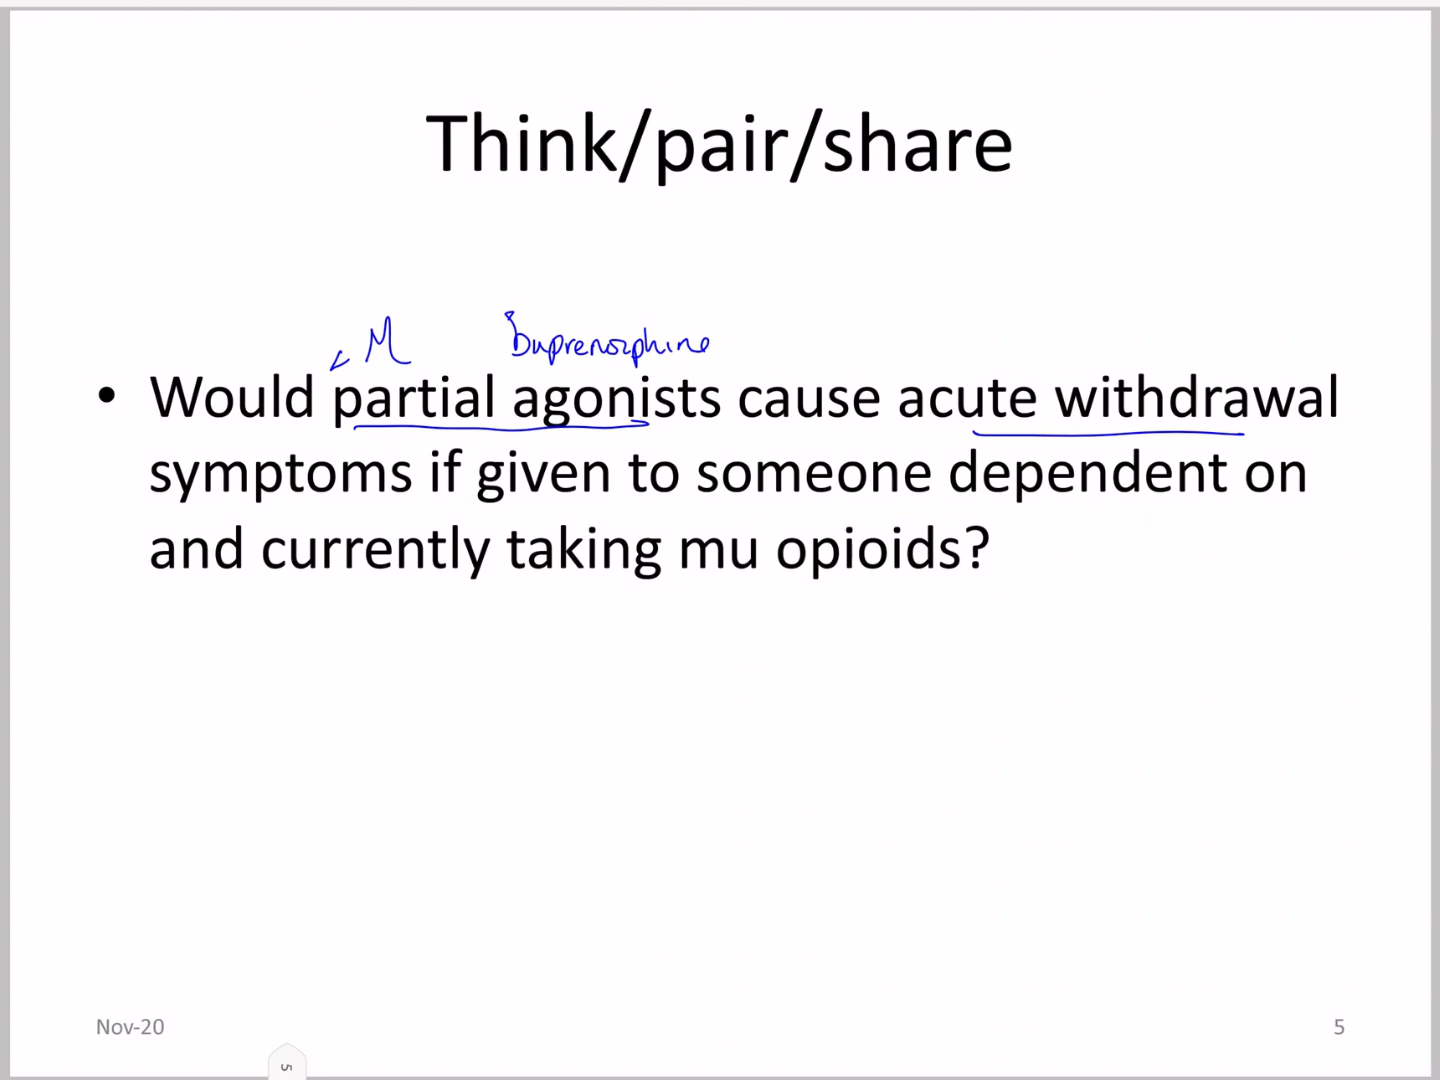 Think/pair/share
M Buprenorphine
• Would partial agonists cause acute withdrawal
symptoms if given to someone dependent on
and currently taking mu opioids?
Nov-20 5
5